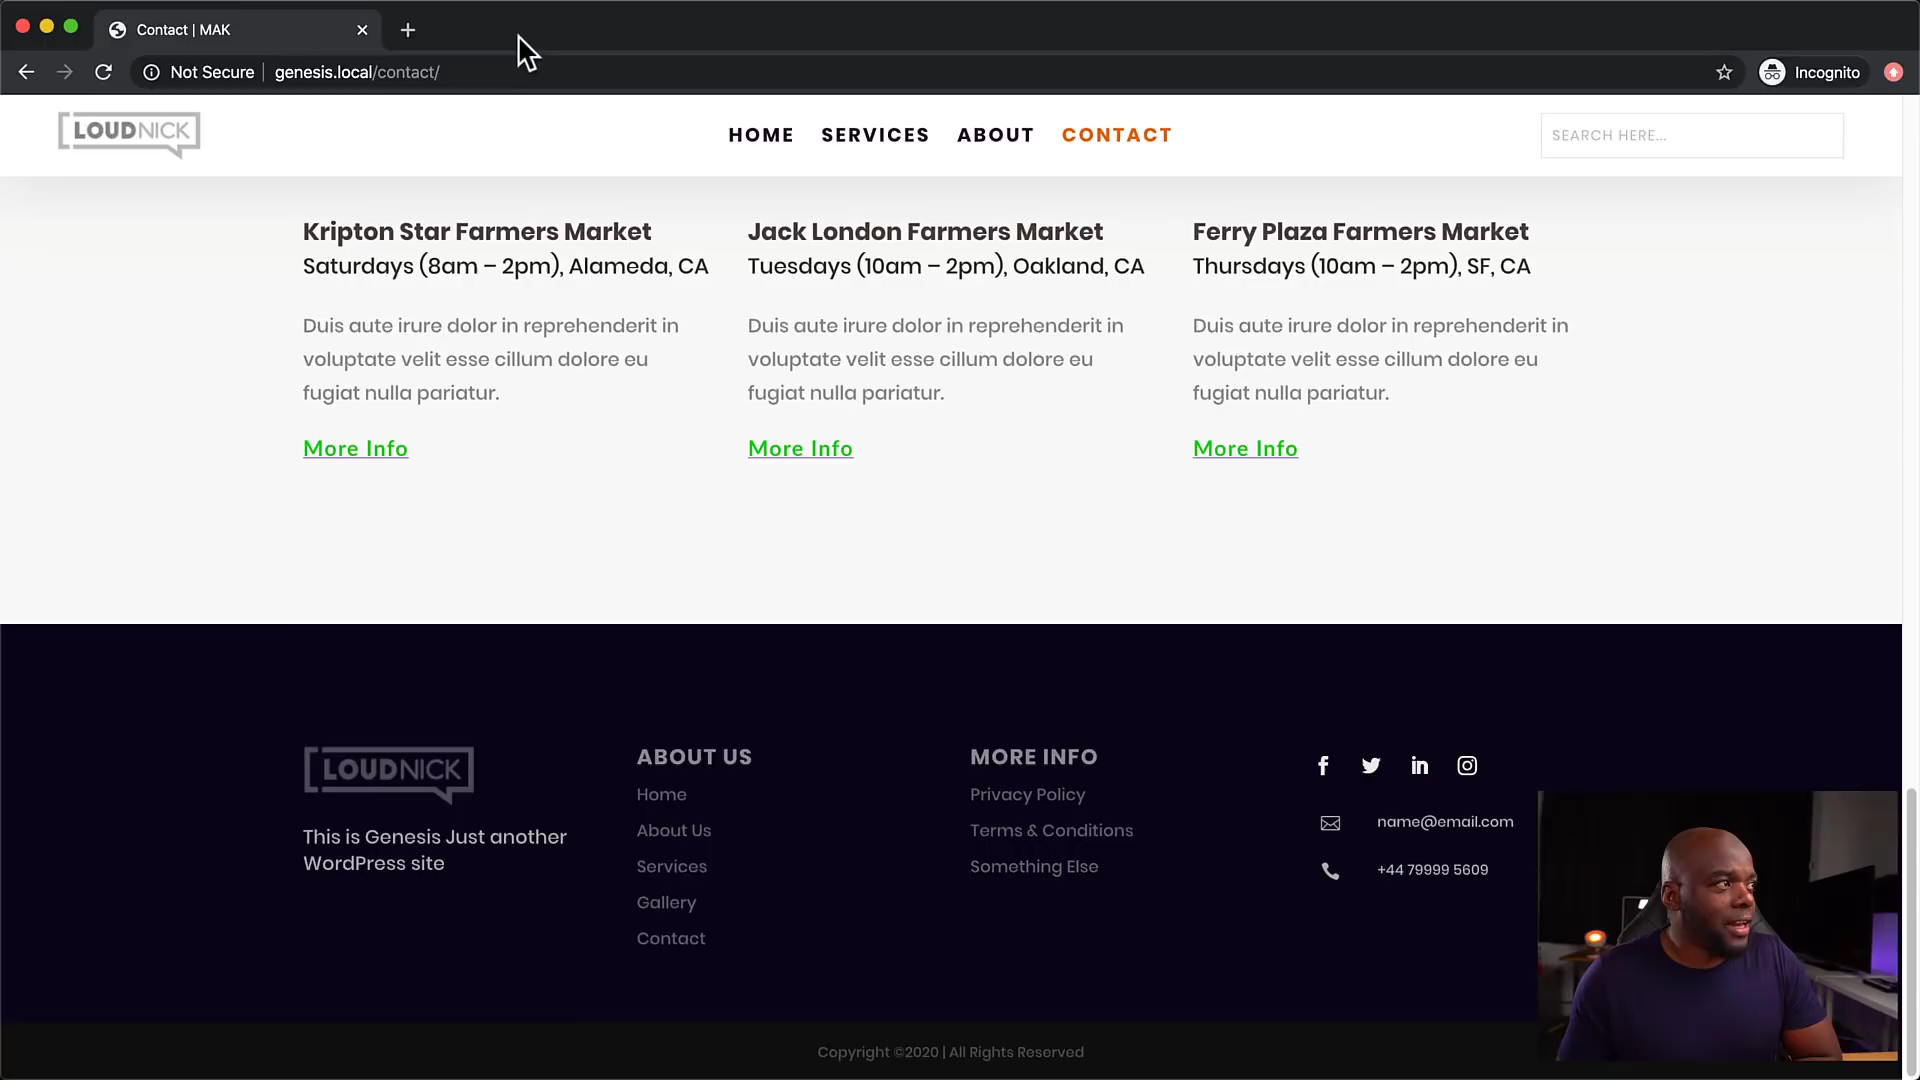 Contact | MAK
Not Secure genesis.local/contact/
Incognito
LOUDNICK
HOME SERVICES ABOUT CONTACT
SEARCH HERE...
Kripton Star Farmers Market
Saturdays (8am – 2pm), Alameda, CA
Duis aute irure dolor in reprehenderit in
voluptate velit esse cillum dolore eu
fugiat nulla pariatur.
More Info
Jack London Farmers Market
Tuesdays (10am – 2pm), Oakland, CA
Duis aute irure dolor in reprehenderit in
voluptate velit esse cillum dolore eu
fugiat nulla pariatur.
More Info
Ferry Plaza Farmers Market
Thursdays (10am – 2pm), SF, CA
Duis aute irure dolor in reprehenderit in
voluptate velit esse cillum dolore eu
fugiat nulla pariatur.
More Info
LOUDNICK
This is Genesis Just another
WordPress site
ABOUT US
Home
About Us
Services
Gallery
Contact
MORE INFO
Privacy Policy
Terms & Conditions
Something Else
name@email.com
+44 79999 5609
Copyright ©2020 | All Rights Reserved